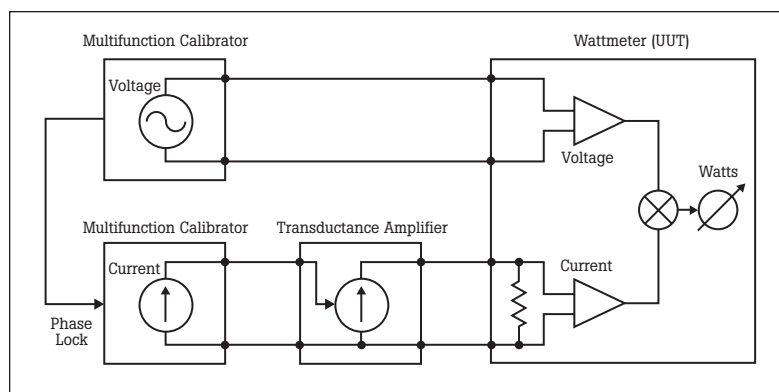 Multifunction Calibrator
Wattmeter (UUT)
Voltage
Voltage
Watts
Multifunction Calibrator
Transductance Amplifier
Current
Current
Phase
Lock